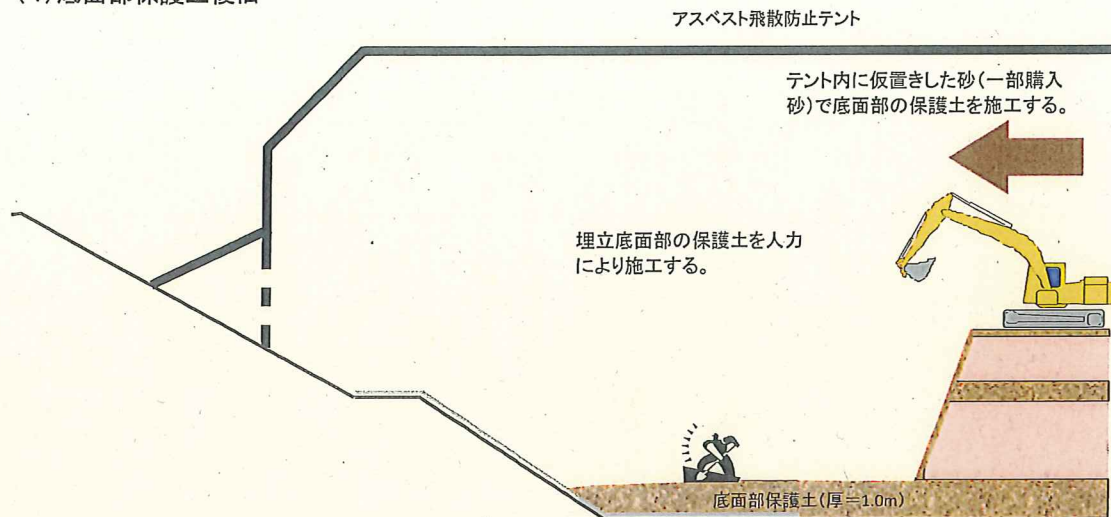 アスベスト飛散防止テント
テント内に仮置きした砂(一部購入
砂)で底面部の保護土を施工する。
埋立底面部の保護土を人力
により施工する。
底面部保護土(厚=1.0m)